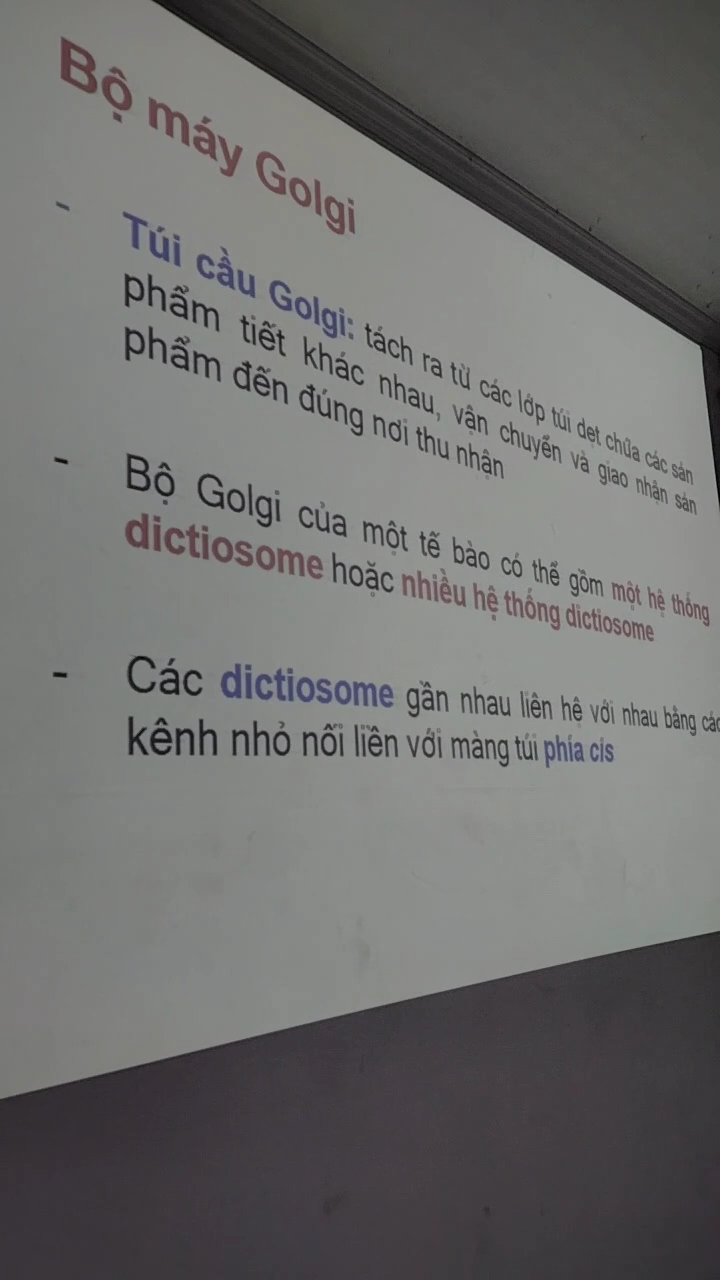 Bộ máy Golgi
- Túi cầu Golgi: tách ra từ các lớp túi dẹt chứa các sản
phẩm tiết khác nhau, vận chuyển và giao nhận sản
phẩm đến đúng nơi thu nhận
- Bộ Golgi của một tế bào có thể gồm một hệ thống
dictiosome hoặc nhiều hệ thống dictiosome
- Các dictiosome gần nhau liên hệ với nhau bằng các
kênh nhỏ nối liền với màng túi phía cis